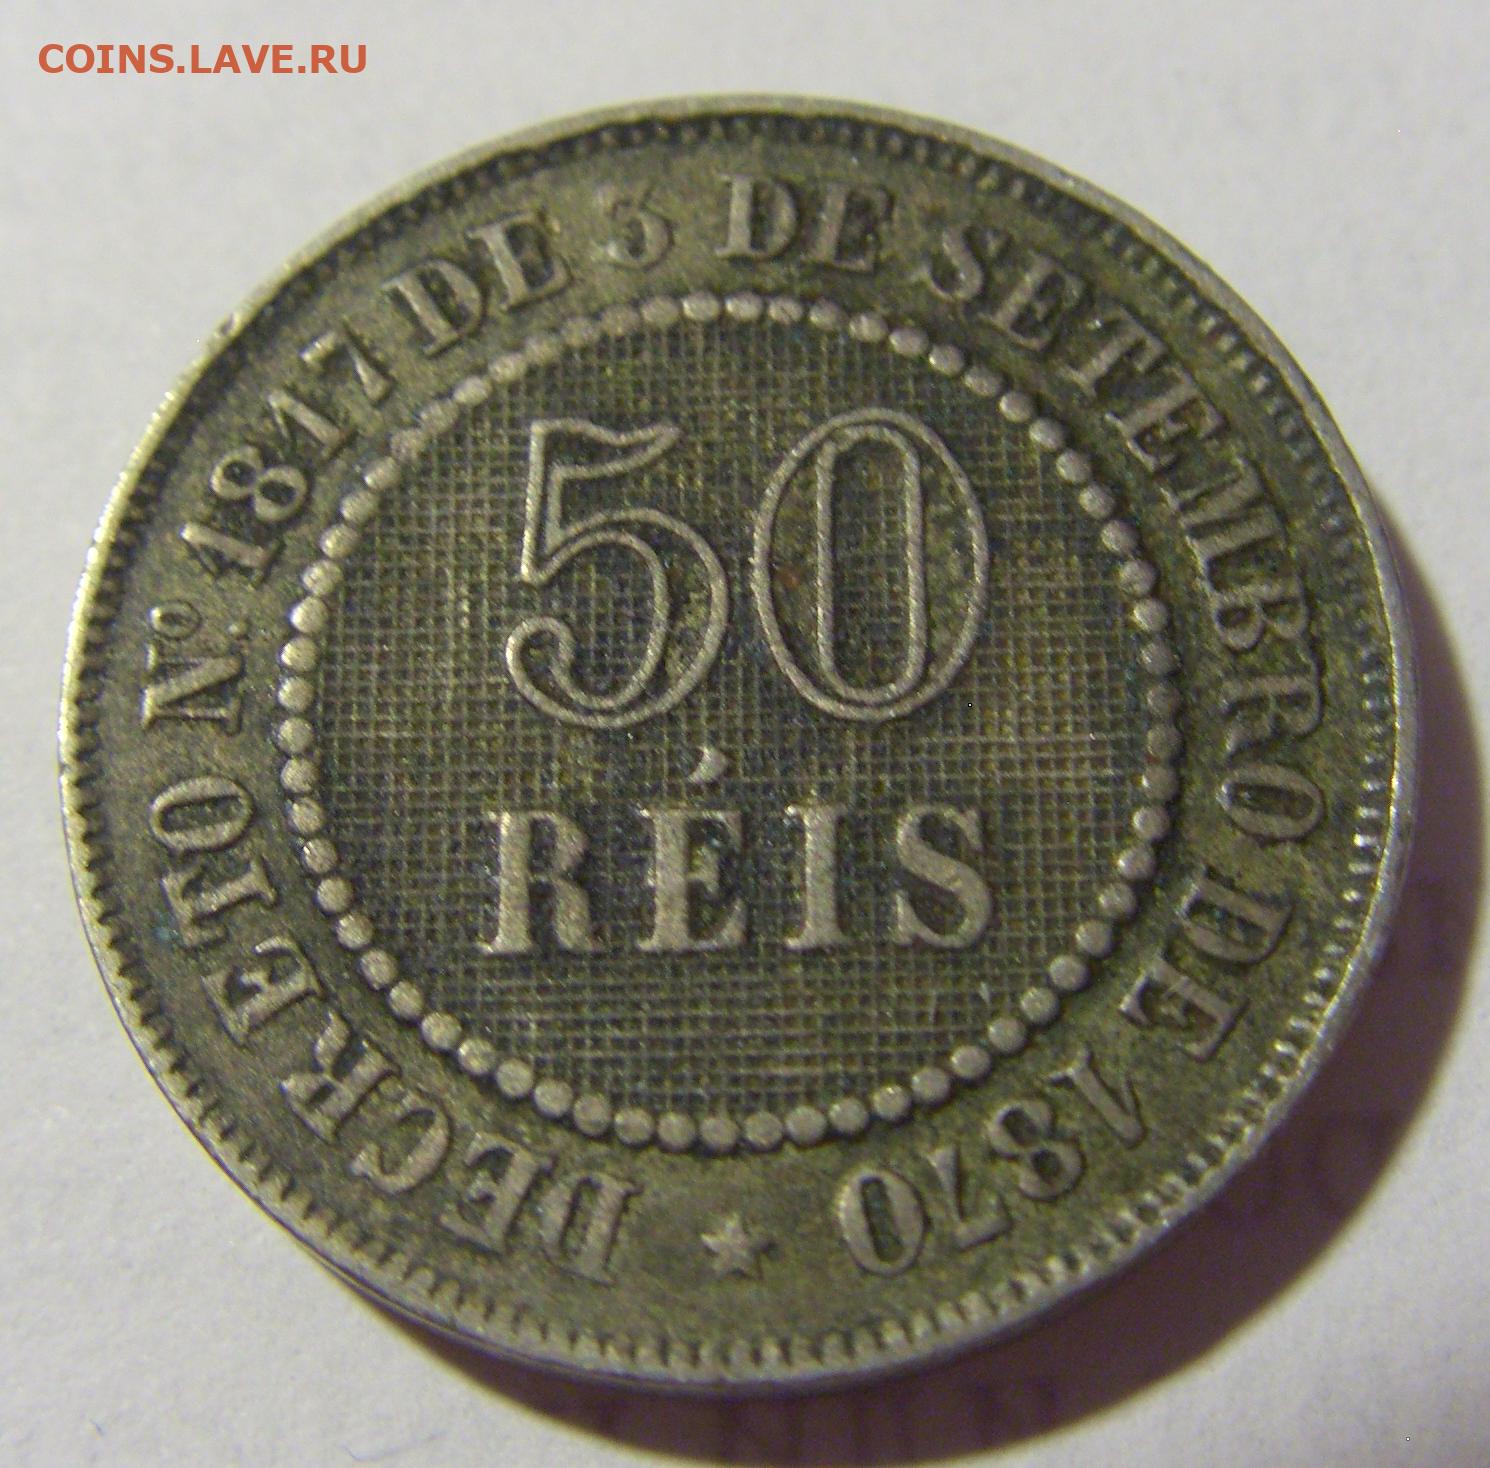 COINS.LAVE.RU
DECRETO Nº. 1817 DE 3 DE SETEMBRO DE 1870
50
RÉIS